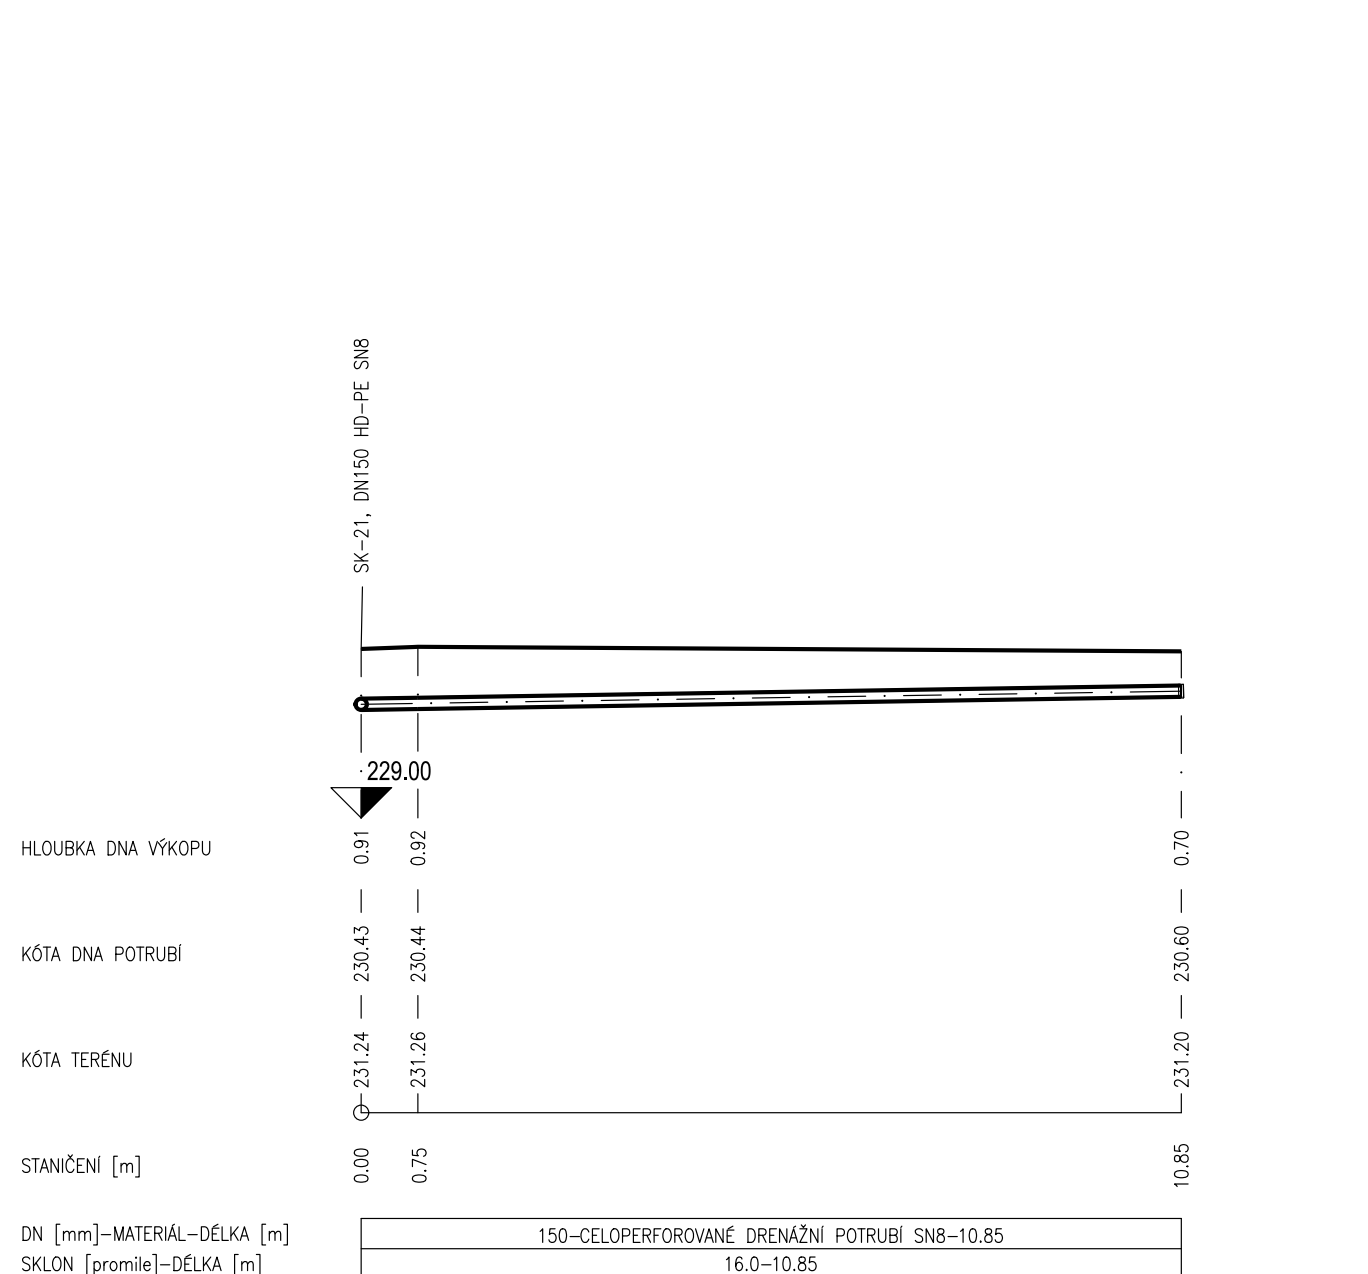 SK-21, DN150 HD-PE SN8
229.00
HLOUBKA DNA VÝKOPU 0.91 0.92 0.70
KÓTA DNA POTRUBÍ 230.43 230.44 230.60
KÓTA TERÉNU 231.24 231.26 231.20
STANIČENÍ [m] 0.00 0.75 10.85
DN [mm]-MATERIÁL-DÉLKA [m] 150-CELOPERFOROVANÉ DRENÁŽNÍ POTRUBÍ SN8-10.85
SKLON [promile]-DÉLKA [m] 16.0-10.85